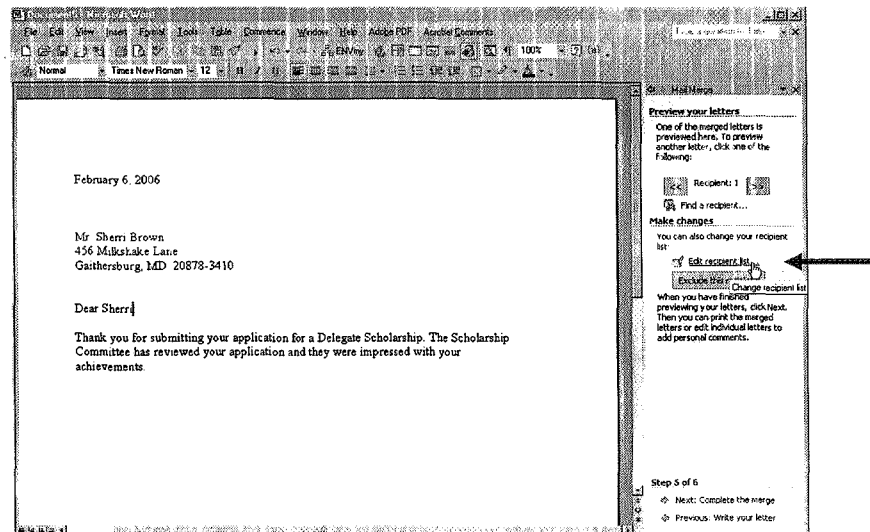 Document1 - Microsoft Word
File Edit View Insert Format Tools Table Commerce Window Help Adobe PDF Acrobat Comments
100%
Normal Times New Roman 12
Mail Merge
Preview your letters
One of the merged letters is
previewed here. To preview
another letter, click one of the
following:
<< Recipient: 1 >>
Find a recipient...
Make changes
You can also change your recipient
list:
Edit recipient list...
Exclude this
Change recipient list
When you have finished
previewing your letters, click Next.
Then you can print the merged
letters or edit individual letters to
add personal comments.
Step 5 of 6
Next: Complete the merge
Previous: Write your letter
February 6, 2006
Mr Sherri Brown
456 Milkshake Lane
Gaithersburg, MD 20878-3410
Dear Sherri
Thank you for submitting your application for a Delegate Scholarship. The Scholarship
Committee has reviewed your application and they were impressed with your
achievements.